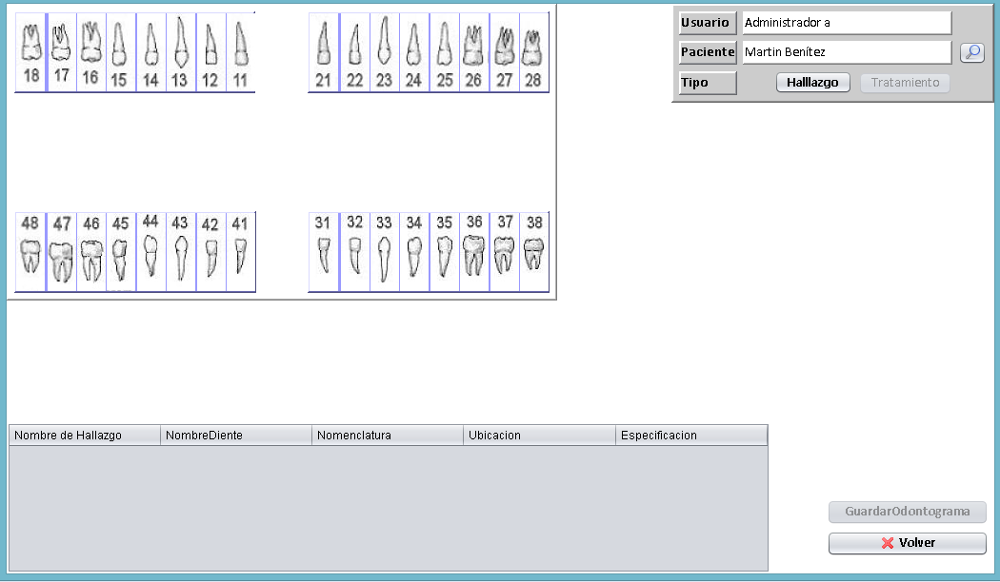 18 17 16 15 14 13 12 11 21 22 23 24 25 26 27 28
Usuario Administrador a
Paciente Martin Benítez
Tipo Halllazgo Tratamiento
48 47 46 45 44 43 42 41 31 32 33 34 35 36 37 38
Nombre de Hallazgo NombreDiente Nomenclatura Ubicacion Especificacion
GuardarOdontograma
Volver